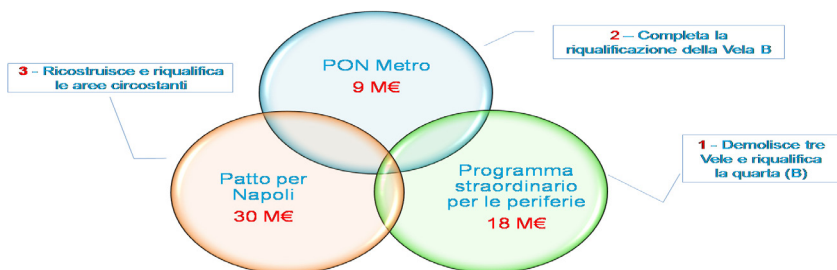 2 – Completa la
riqualificazione della Vela B
PON Metro
9 M€
3 – Ricostruisce e riqualifica
le aree circostanti
1 – Demolisce tre
Vele e riqualifica
la quarta (B)
Patto per
Napoli
30 M€
Programma
straordinario
per le periferie
18 M€